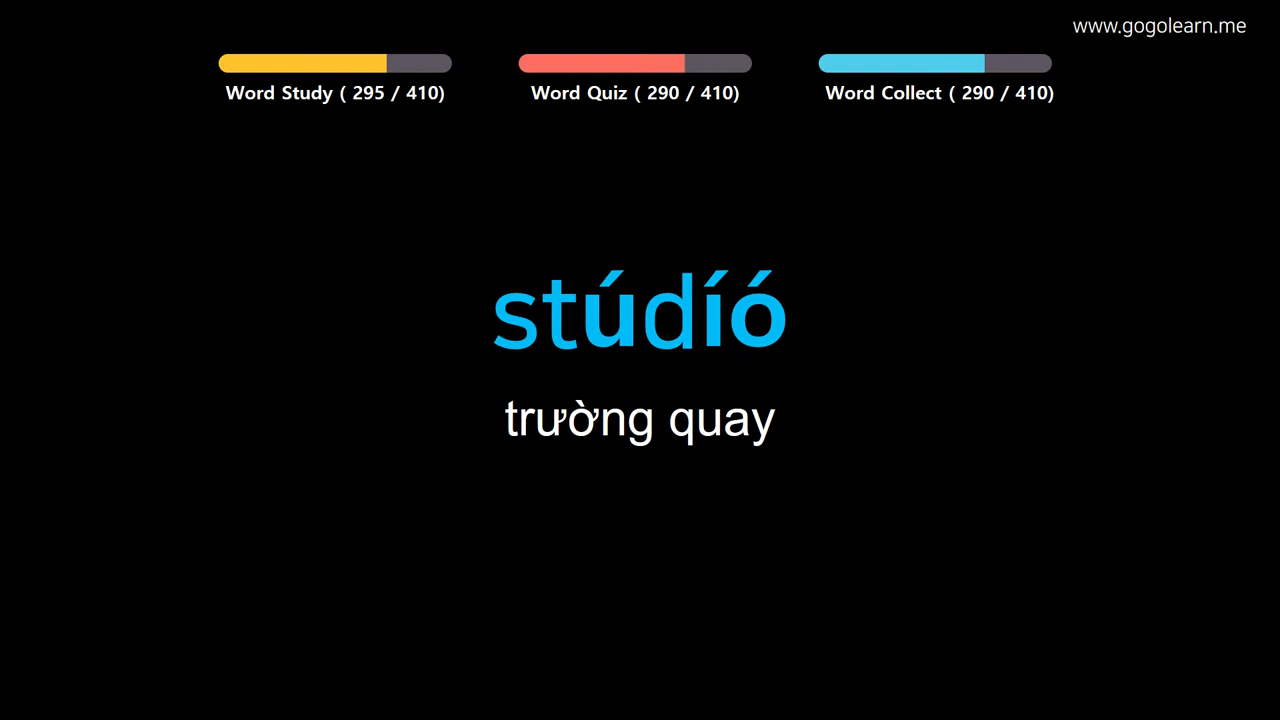 www.gogolearn.me
Word Study ( 295 / 410)
Word Quiz ( 290 / 410)
Word Collect ( 290 / 410)
stúdíó
trường quay